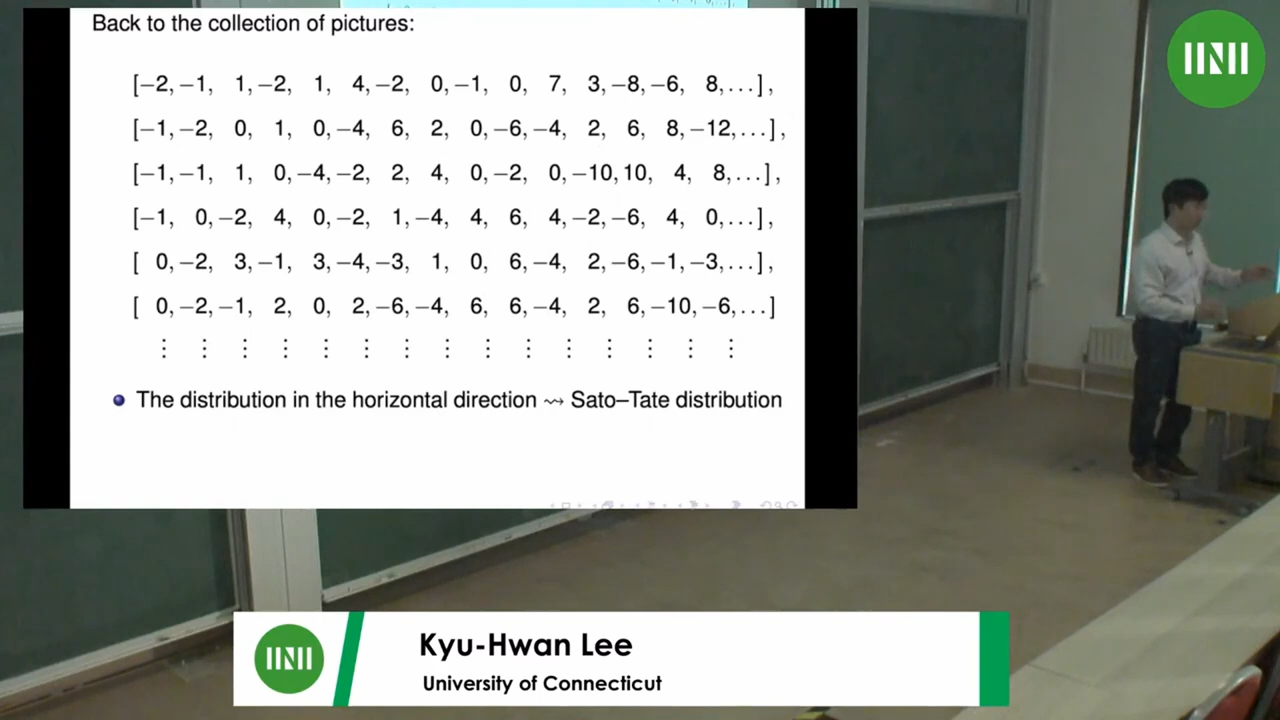 Back to the collection of pictures:
[−2, −1, 1, −2, 1, 4, −2, 0, −1, 0, 7, 3, −8, −6, 8, . . . ] ,
[−1, −2, 0, 1, 0, −4, 6, 2, 0, −6, −4, 2, 6, 8, −12, . . . ] ,
[−1, −1, 1, 0, −4, −2, 2, 4, 0, −2, 0, −10, 10, 4, 8, . . . ] ,
[−1, 0, −2, 4, 0, −2, 1, −4, 4, 6, 4, −2, −6, 4, 0, . . . ] ,
[ 0, −2, 3, −1, 3, −4, −3, 1, 0, 6, −4, 2, −6, −1, −3, . . . ] ,
[ 0, −2, −1, 2, 0, 2, −6, −4, 6, 6, −4, 2, 6, −10, −6, . . . ]
⋮ ⋮ ⋮ ⋮ ⋮ ⋮ ⋮ ⋮ ⋮ ⋮ ⋮ ⋮ ⋮ ⋮ ⋮
• The distribution in the horizontal direction ⇝ Sato–Tate distribution
Kyu-Hwan Lee
University of Connecticut